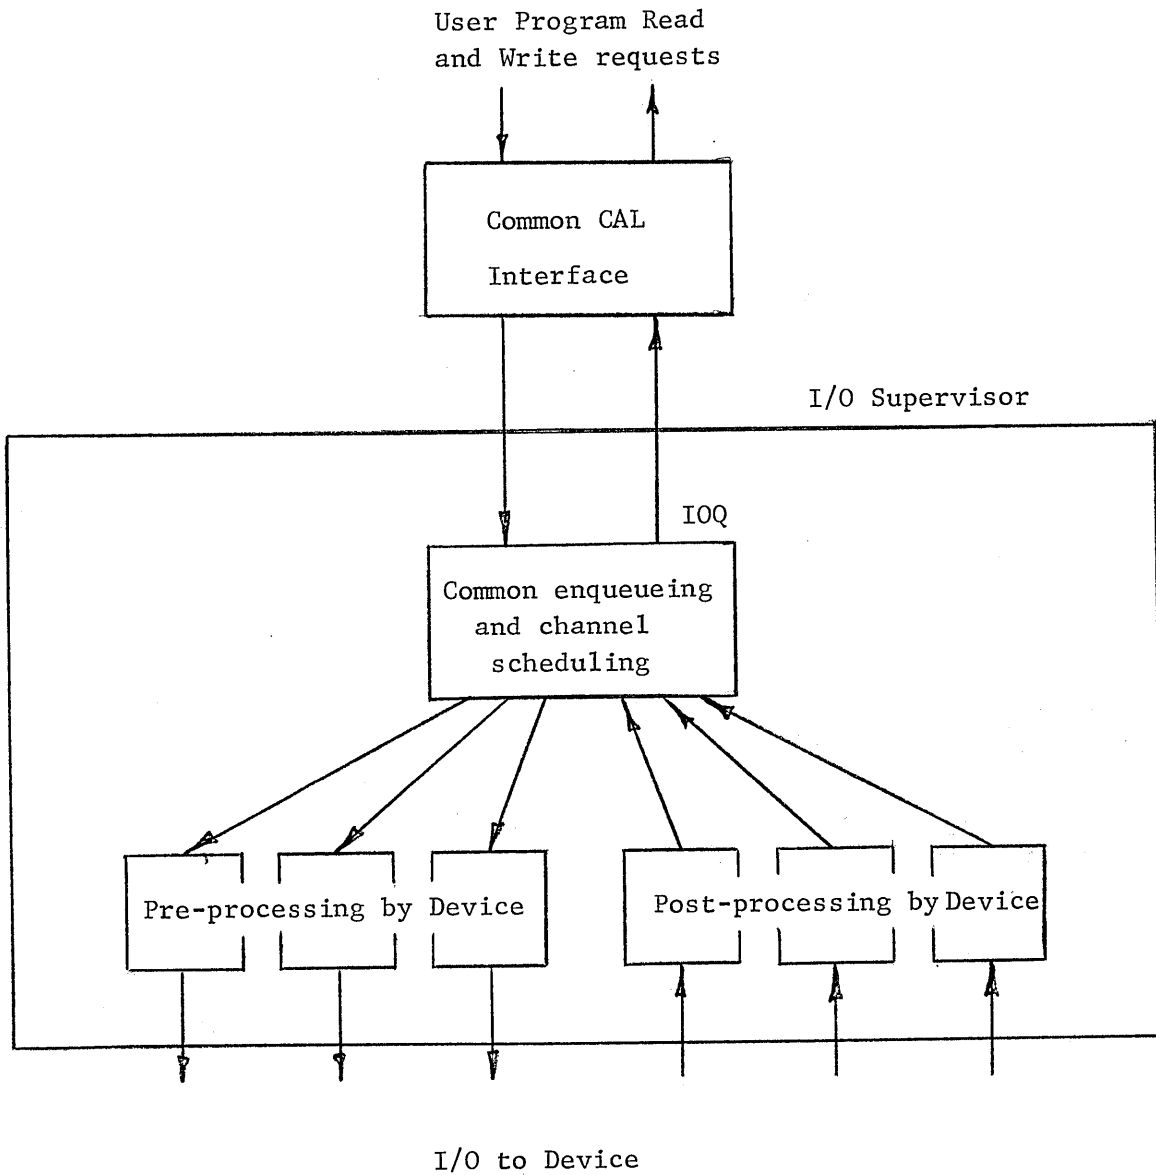 User Program Read
and Write requests
Common CAL
Interface
I/O Supervisor
IOQ
Common enqueueing
and channel
scheduling
Pre-processing by Device
Post-processing by Device
I/O to Device